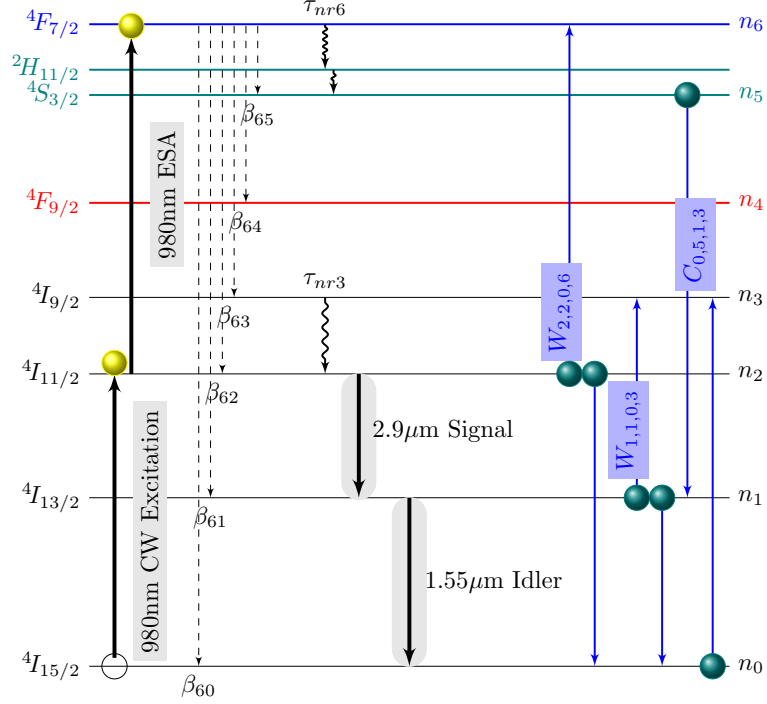 ⁴F₇/₂
τₙᵣ₆
n₆
²H₁₁/₂
⁴S₃/₂
n₅
β₆₅
980nm ESA
⁴F₉/₂
n₄
β₆₄
C₀,₅,₁,₃
⁴I₉/₂
τₙᵣ₃
n₃
β₆₃
W₂,₂,₀,₆
⁴I₁₁/₂
n₂
β₆₂
2.9μm Signal
W₁,₁,₀,₃
⁴I₁₃/₂
n₁
β₆₁
980nm CW Excitation
1.55μm Idler
⁴I₁₅/₂
n₀
β₆₀